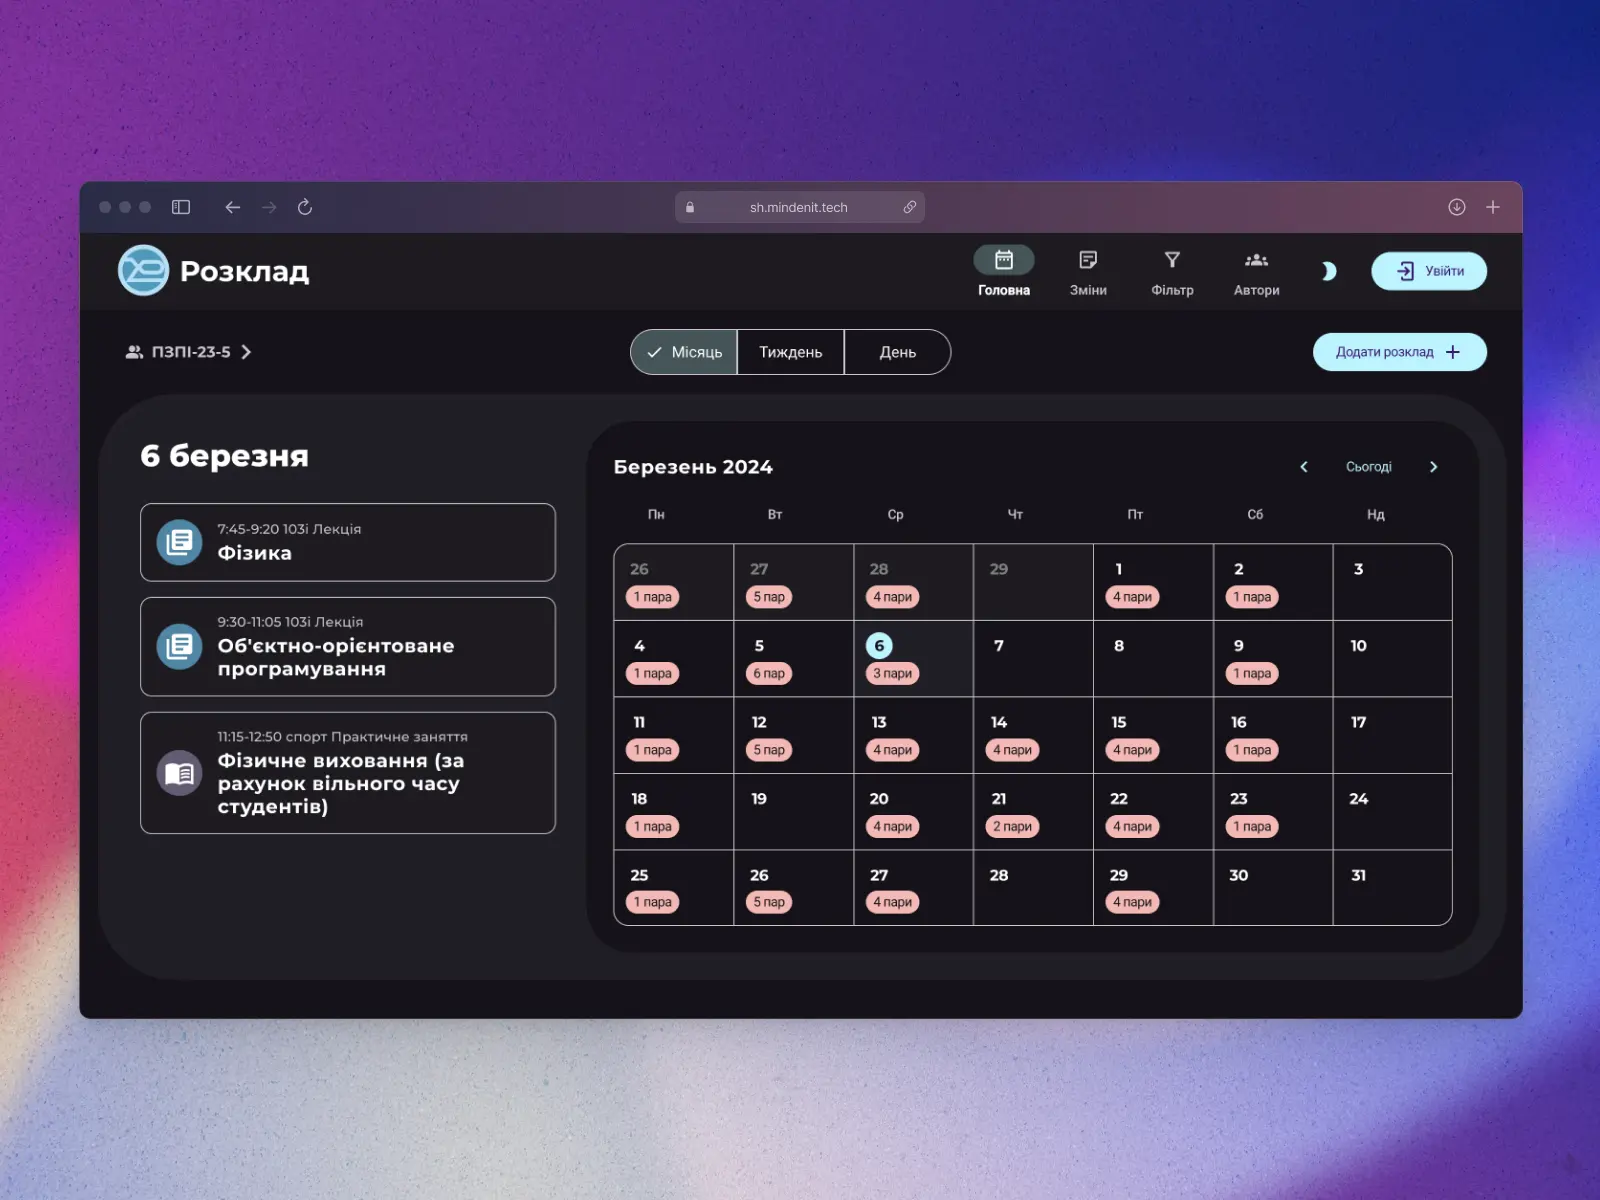 sh.mindenit.tech
Розклад
Головна
Зміни
Фільтр
Автори
Увійти
ПЗПІ-23-5
Місяць
Тиждень
День
Додати розклад
6 березня
7:45-9:20 103і Лекція
Фізика
9:30-11:05 103і Лекція
Об'єктно-орієнтоване
програмування
11:15-12:50 спорт Практичне заняття
Фізичне виховання (за
рахунок вільного часу
студентів)
Березень 2024
Сьогодні
Пн Вт Ср Чт Пт Сб Нд
26 27 28 29 1 2 3
1 пара 5 пар 4 пари 4 пари 1 пара
4 5 6 7 8 9 10
1 пара 6 пар 3 пари 1 пара
11 12 13 14 15 16 17
1 пара 5 пар 4 пари 4 пари 4 пари 1 пара
18 19 20 21 22 23 24
1 пара 4 пари 2 пари 4 пари 1 пара
25 26 27 28 29 30 31
1 пара 5 пар 4 пари 4 пари